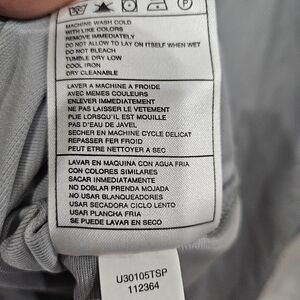 MACHINE WASH COLD
WITH LIKE COLORS
REMOVE IMMEDIATELY
DO NOT ALLOW TO LAY ON ITSELF WHEN WET
DO NOT BLEACH
TUMBLE DRY LOW
COOL IRON
DRY CLEANABLE
LAVER A MACHINE A FROIDE
AVEC MEMES COULEURS
ENLEVER IMMEDIATEMENT
NE PAS LAISSER LE VETEMENT
PLIE LORSQU'IL EST MOUILLE
PAS D'EAU DE JAVEL
SECHER EN MACHINE CYCLE DELICAT
REPASSER FER FROID
PEUT ETRE NETTOYER A SEC
LAVAR EN MAQUINA CON AGUA FRIA
CON COLORES SIMILARES
SACAR INMEDIATAMENTE
NO DOBLAR PRENDA MOJADA
NO USAR BLANQUEADORES
USAR SECADORA CICLO LENTO
USAR PLANCHA FRIA
SE PUEDE LAVAR EN SECO
U30105TSP
112364